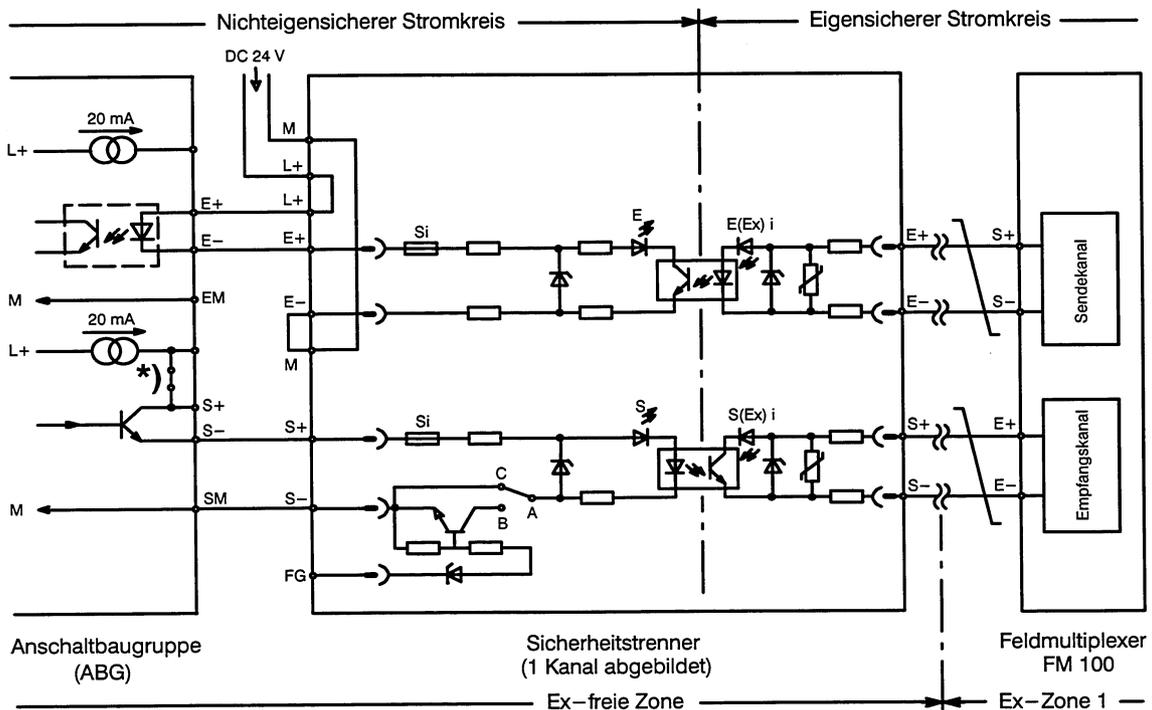 Nichteigensicherer Stromkreis
Eigensicherer Stromkreis
DC 24 V
20 mA
L+
M
L+
L+
E+
E−
E+
E−
M
EM
M
20 mA
L+
*)
S+
S−
SM
M
S+
S−
FG
Si
E
E(Ex) i
E+
E−
S+
S−
Sendekanal
Si
S
S(Ex) i
C
B
A
S+
S−
E+
E−
Empfangskanal
Anschaltbaugruppe
(ABG)
Sicherheitstrenner
(1 Kanal abgebildet)
Feldmultiplexer
FM 100
Ex−freie Zone
Ex−Zone 1